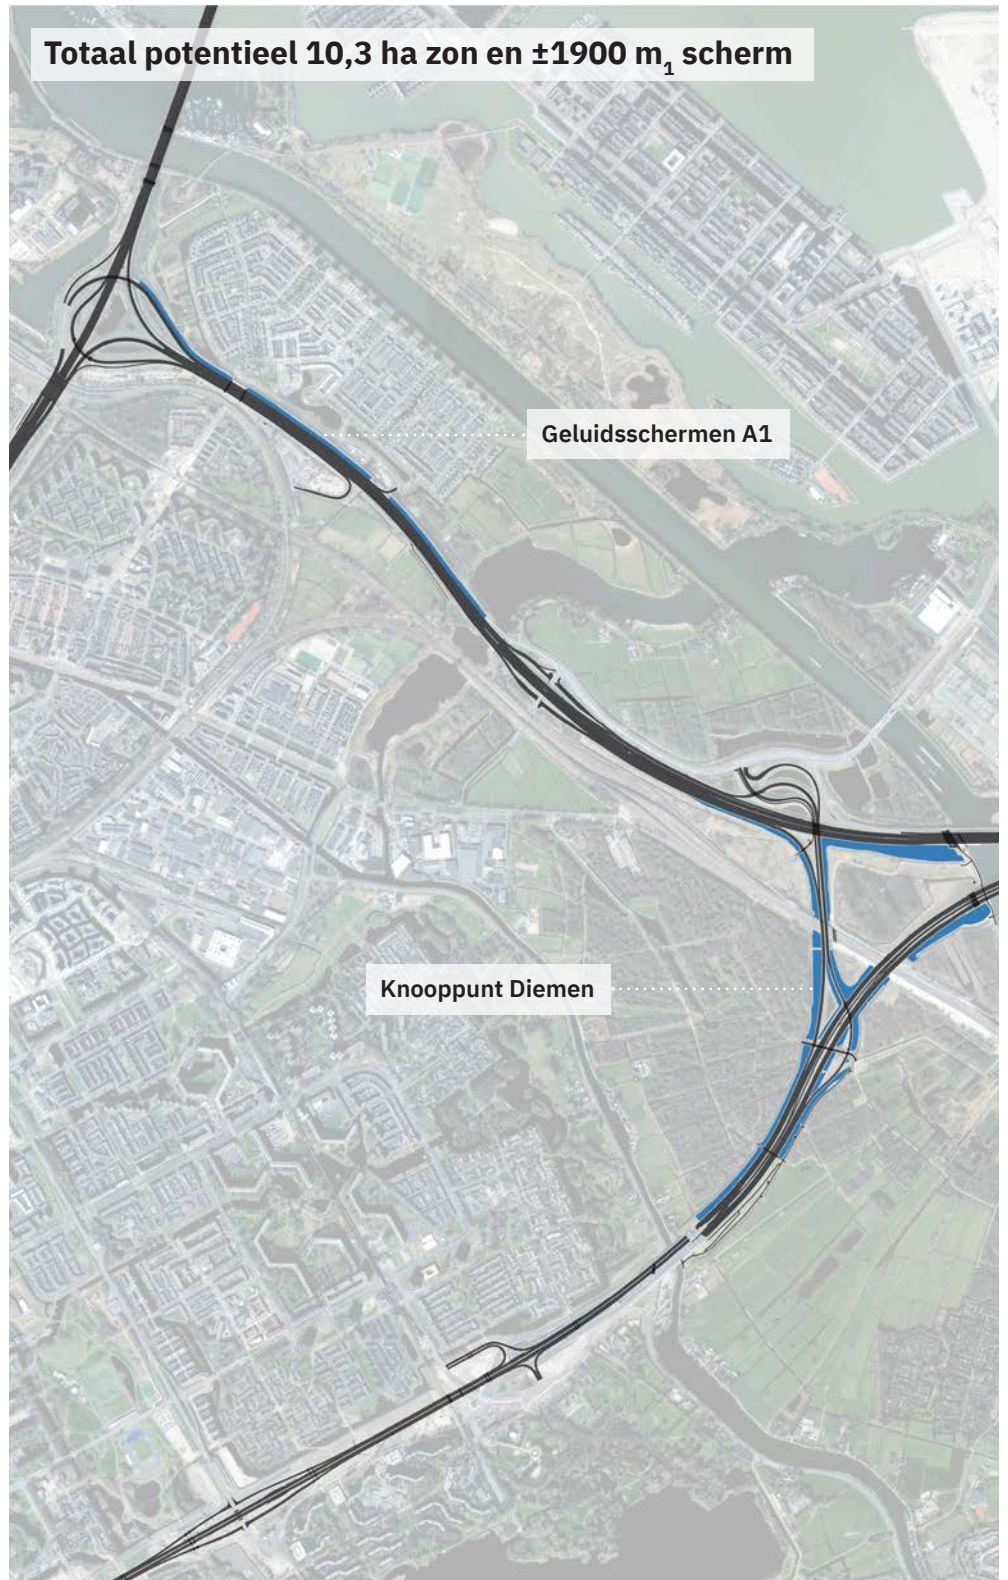 Totaal potentieel 10,3 ha zon en ±1900 m₁ scherm
Geluidsschermen A1
Knooppunt Diemen